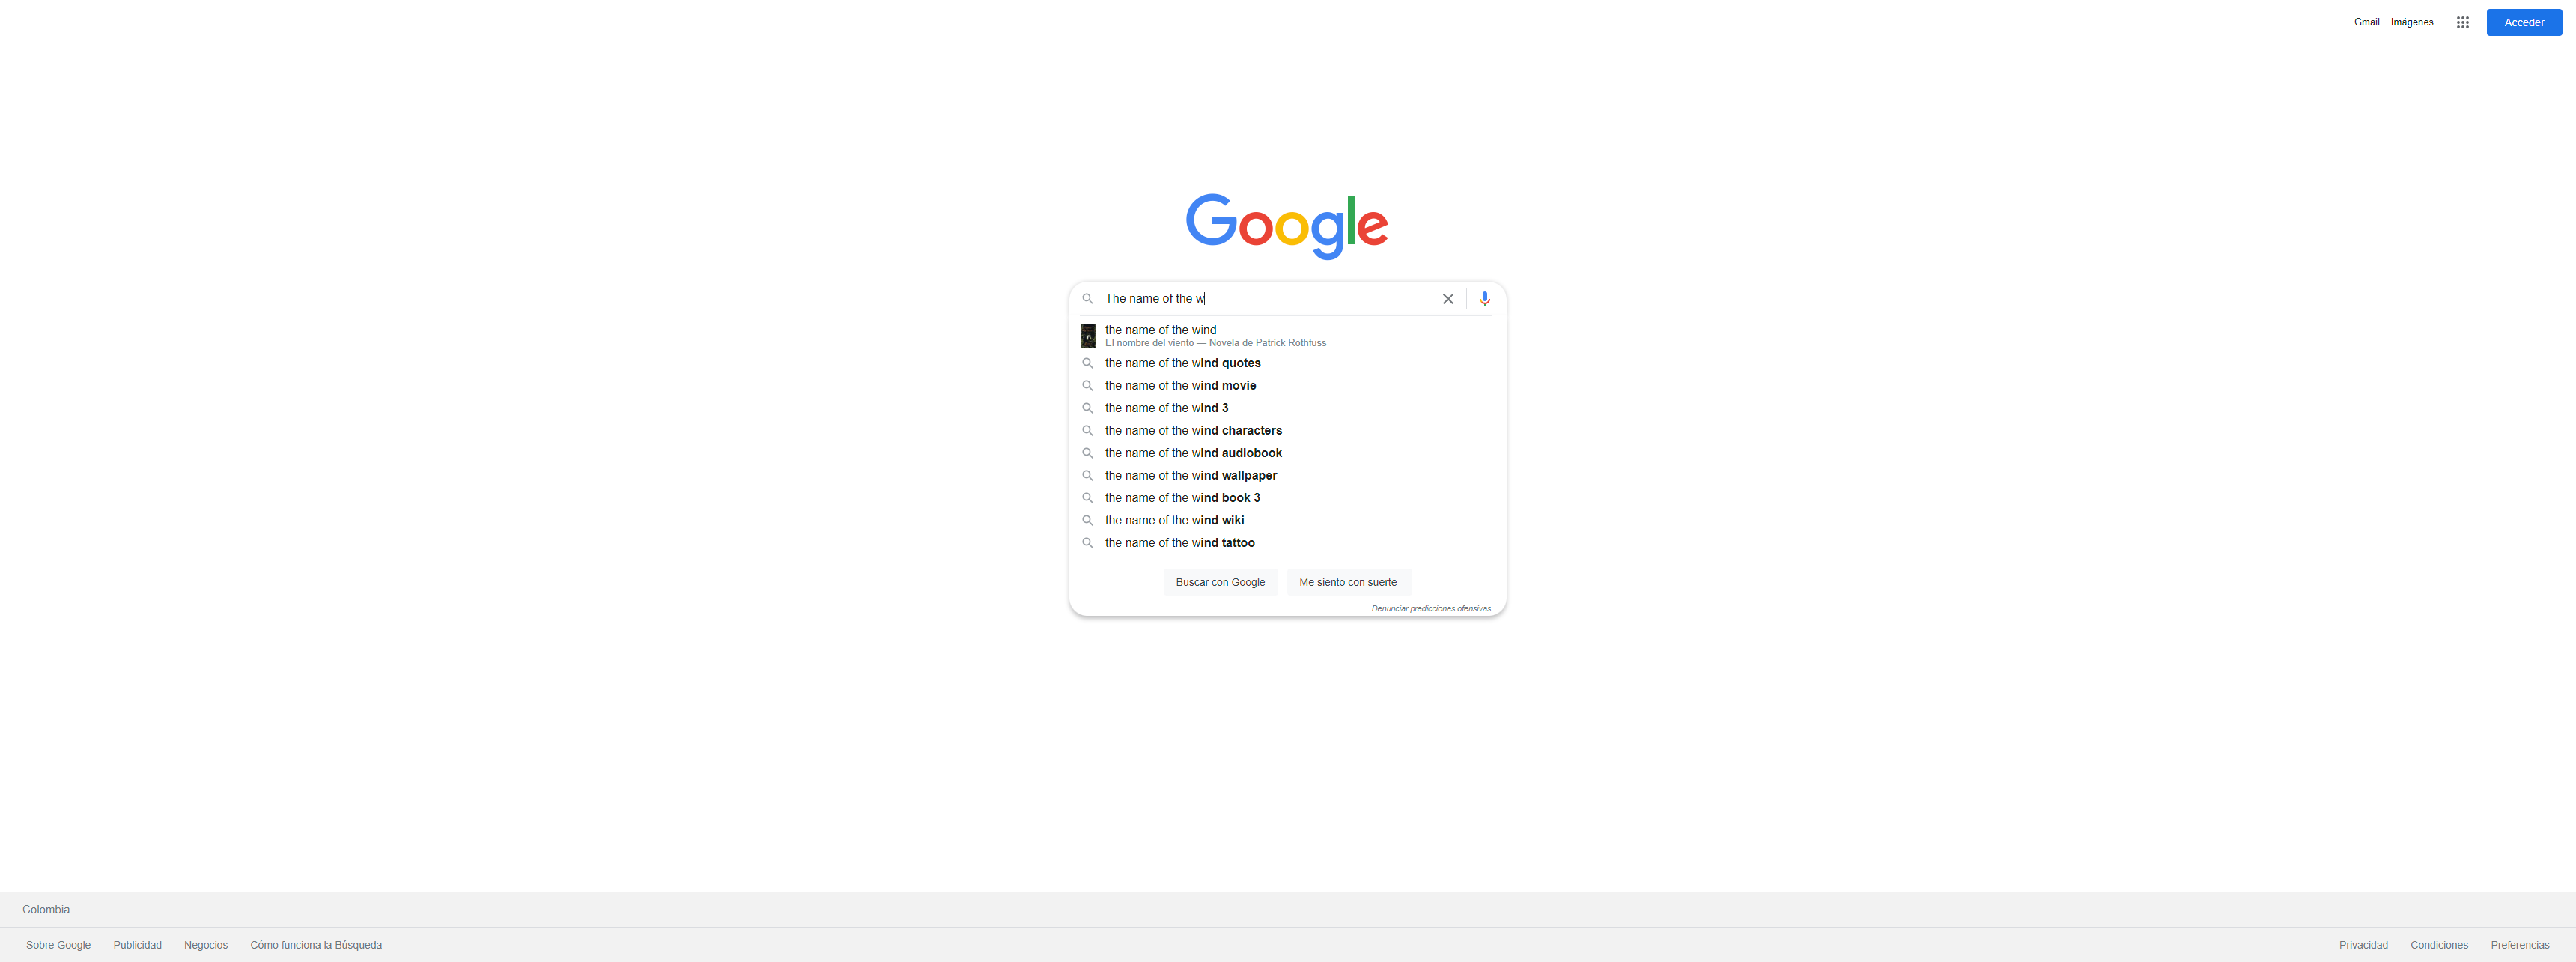 Gmail Imágenes Acceder
Google
The name of the w
the name of the wind
El nombre del viento — Novela de Patrick Rothfuss
the name of the wind quotes
the name of the wind movie
the name of the wind 3
the name of the wind characters
the name of the wind audiobook
the name of the wind wallpaper
the name of the wind book 3
the name of the wind wiki
the name of the wind tattoo
Buscar con Google Me siento con suerte
Denunciar predicciones ofensivas
Colombia
Sobre Google Publicidad Negocios Cómo funciona la Búsqueda Privacidad Condiciones Preferencias